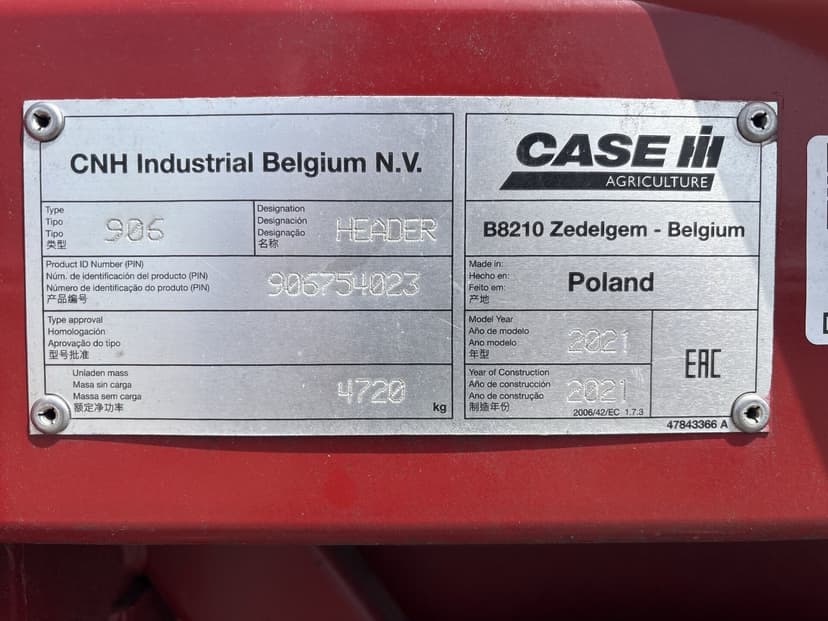 CNH Industrial Belgium N.V.
Type
Tipo
Tipo
类型
906
Designation
Designación
Designação
名称
HEADER
Product ID Number (PIN)
Núm. de identificación del producto (PIN)
Número de identificação do produto (PIN)
产品编号
906754023
Type approval
Homologación
Aprovação do tipo
型号批准
Unladen mass
Masa sin carga
Massa sem carga
额定净功率
4720
kg
CASE IH
AGRICULTURE
B8210 Zedelgem - Belgium
Made in:
Hecho en:
Feito em:
产地
Poland
Model Year
Año de modelo
Ano modelo
年型
2021
Year of Construction
Año de construcción
Ano de construção
制造年份
2021
2006/42/EC 1.7.3
EAC
47843366 A